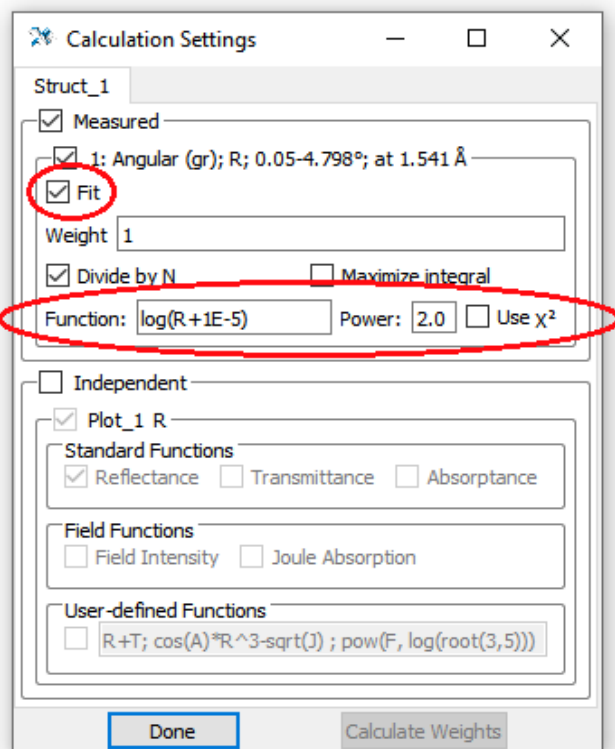 Calculation Settings
Struct_1
Measured
1: Angular (gr); R; 0.05-4.798°; at 1.541 Å
Fit
Weight 1
Divide by N Maximize integral
Function: log(R+1E-5) Power: 2.0 Use χ²
Independent
Plot_1 R
Standard Functions
Reflectance Transmittance Absorptance
Field Functions
Field Intensity Joule Absorption
User-defined Functions
R+T; cos(A)*R^3-sqrt(J) ; pow(F, log(root(3,5)))
Done Calculate Weights